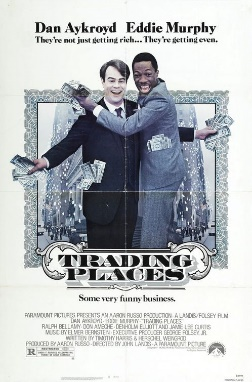 Dan Aykroyd Eddie Murphy
They're not just getting rich... They're getting even.
TRADING
PLACES
Some very funny business.
PARAMOUNT PICTURES PRESENTS AN AARON RUSSO PRODUCTION A LANDIS/FOLSEY FILM
DAN AYKROYD · EDDIE MURPHY · TRADING PLACES
RALPH BELLAMY · DON AMECHE · DENHOLM ELLIOTT AND JAMIE LEE CURTIS
MUSIC BY ELMER BERNSTEIN · EXECUTIVE PRODUCER GEORGE FOLSEY, JR.
WRITTEN BY TIMOTHY HARRIS & HERSCHEL WEINGROD
PRODUCED BY AARON RUSSO · DIRECTED BY JOHN LANDIS · A PARAMOUNT PICTURE
R RESTRICTED